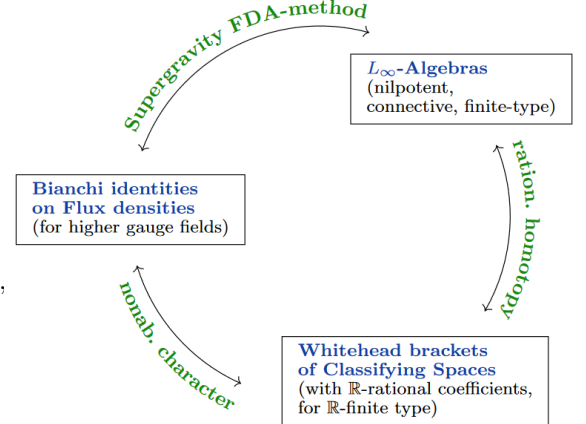 Supergravity FDA-method
L∞-Algebras
(nilpotent,
connective, finite-type)
ration. homotopy
Bianchi identities
on Flux densities
(for higher gauge fields)
,
nonab. character
Whitehead brackets
of Classifying Spaces
(with ℝ-rational coefficients,
for ℝ-finite type)